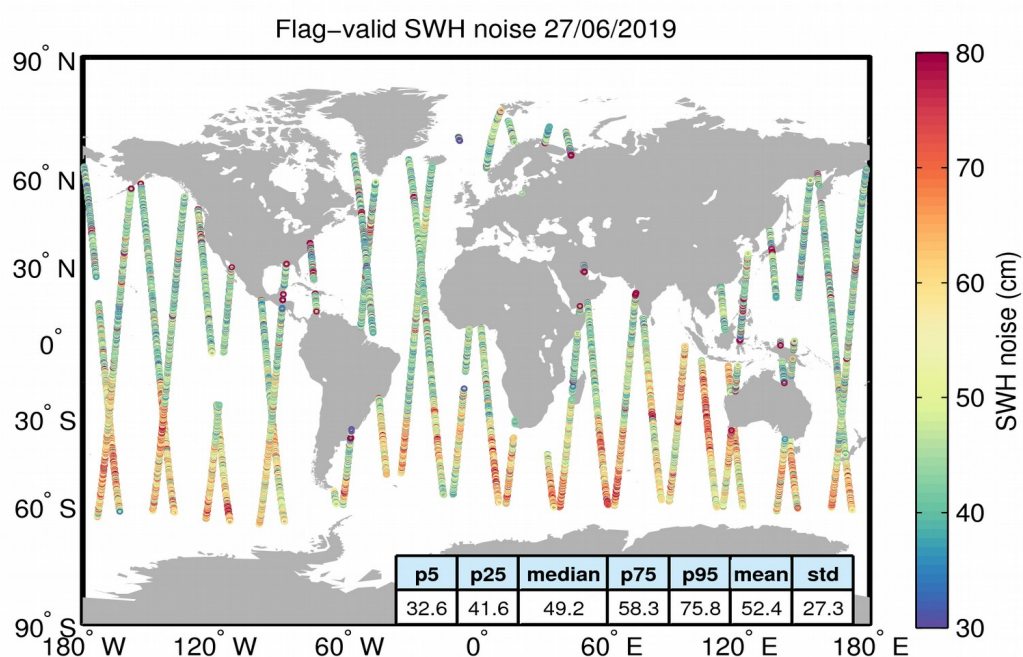 Flag−valid SWH noise 27/06/2019
90° N
60° N
30° N
0°
30° S
60° S
90° S
180° W
120° W
60° W
0°
60° E
120° E
180° E
80
70
60
50
40
30
SWH noise (cm)
p5 p25 median p75 p95 mean std
32.6 41.6 49.2 58.3 75.8 52.4 27.3